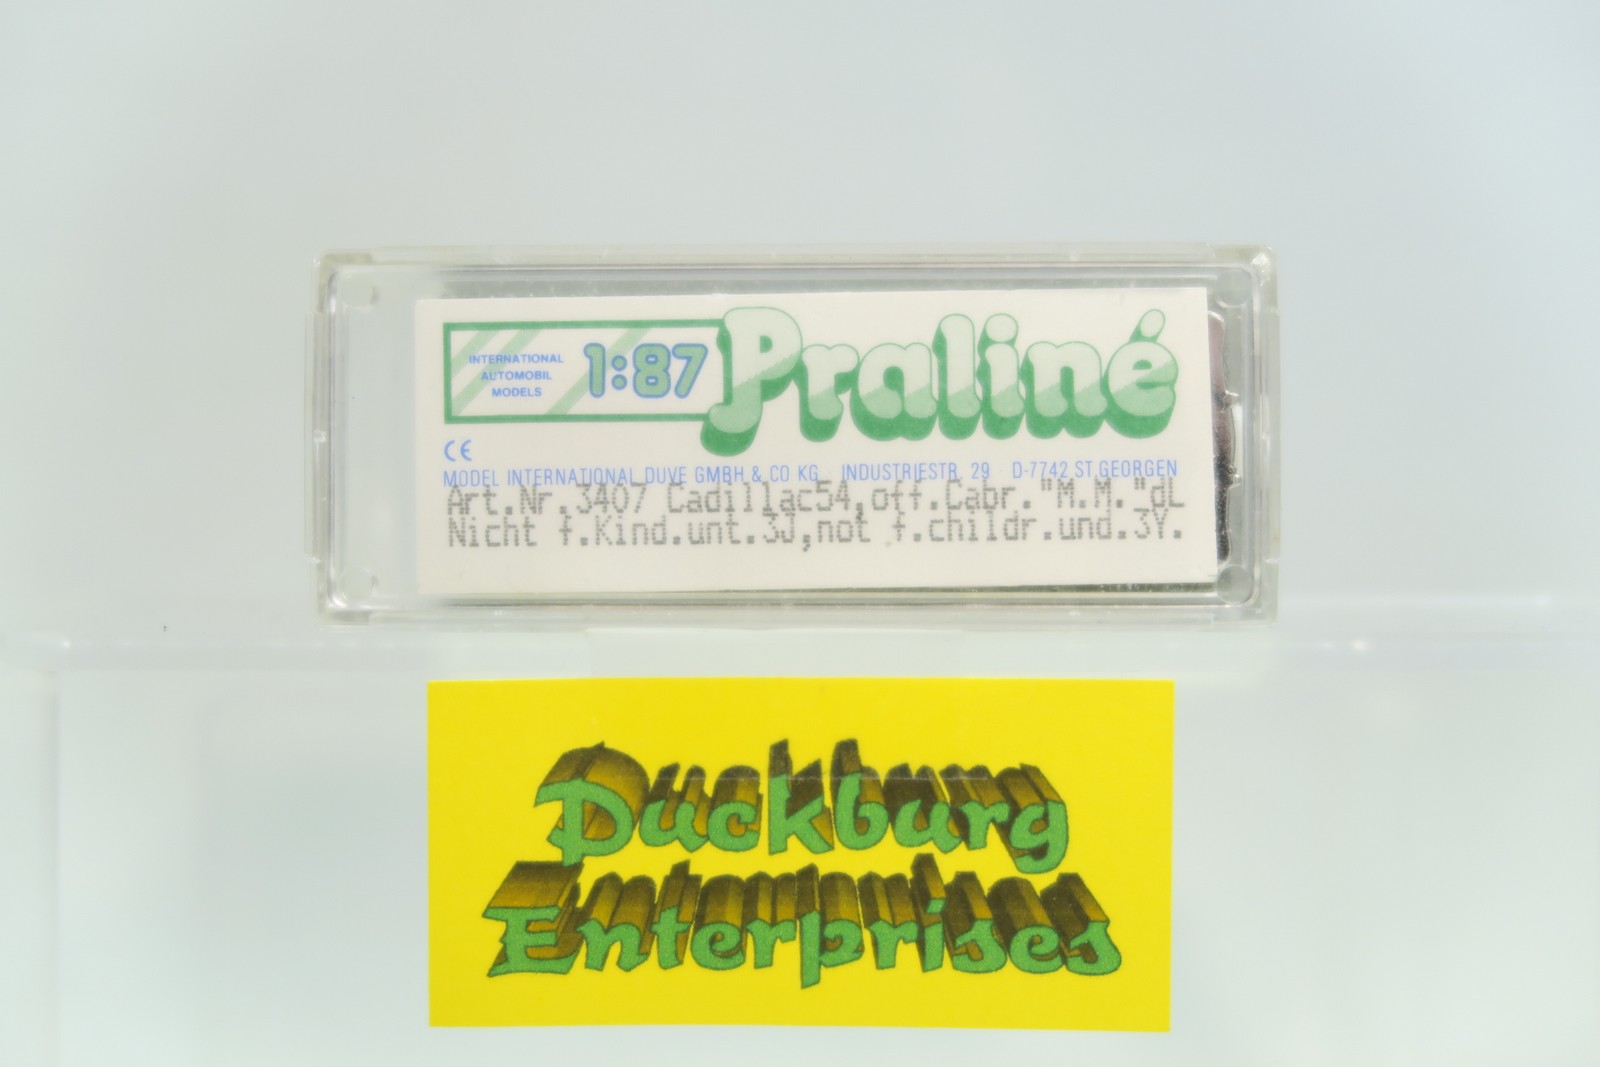 INTERNATIONAL
AUTOMOBIL
MODELS
1:87
Praliné
CE
MODEL INTERNATIONAL DUVE GMBH & CO KG INDUSTRIESTR. 29 D-7742 ST. GEORGEN
Art.Nr.3407 Cadillac54,off.Cabr."M.M."dL
Nicht f.Kind.unt.3J,not f.childr.und.3Y.
Duckburg
Enterprises